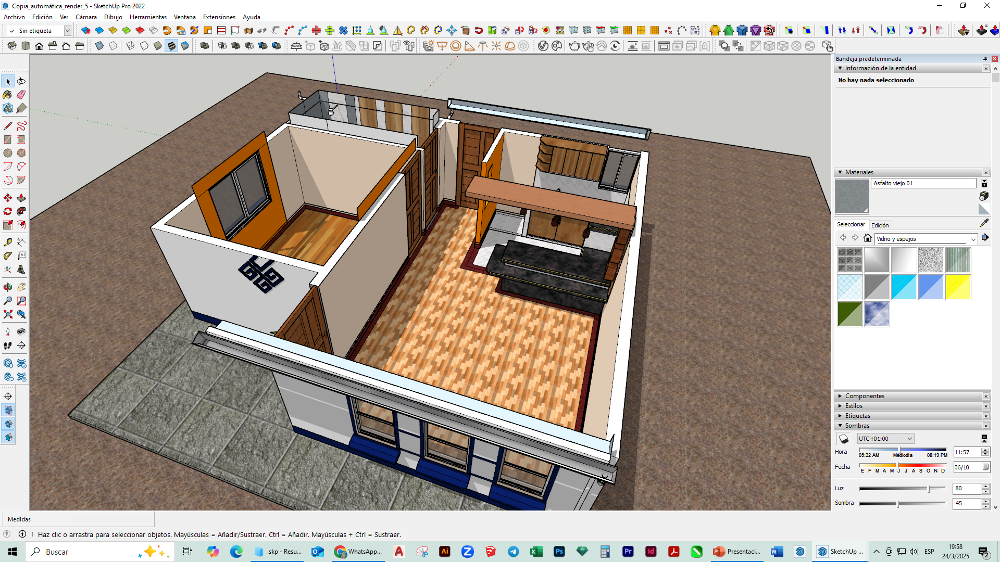 Copia_automática_render_5 - SketchUp Pro 2022
Archivo Edición Ver Cámara Dibujo Herramientas Ventana Extensiones Ayuda
✓ Sin etiqueta
Bandeja predeterminada
Información de la entidad
No hay nada seleccionado
Materiales
Asfalto viejo 01
Seleccionar Edición
Vidrio y espejos
Componentes
Estilos
Etiquetas
Sombras
UTC+01:00
Hora 11:57
05:22 AM Mediodía 08:19 PM
Fecha 06/10
E F M A M J J A S O N D
Luz 80
Sombra 45
Medidas
Haz clic o arrastra para seleccionar objetos. Mayúsculas = Añadir/Sustraer. Ctrl = Añadir. Mayúsculas + Ctrl = Sustraer.
Buscar
.skp - Resu...
WhatsApp...
Presentaci...
SketchUp ...
ESP
19:58
24/3/2025
2